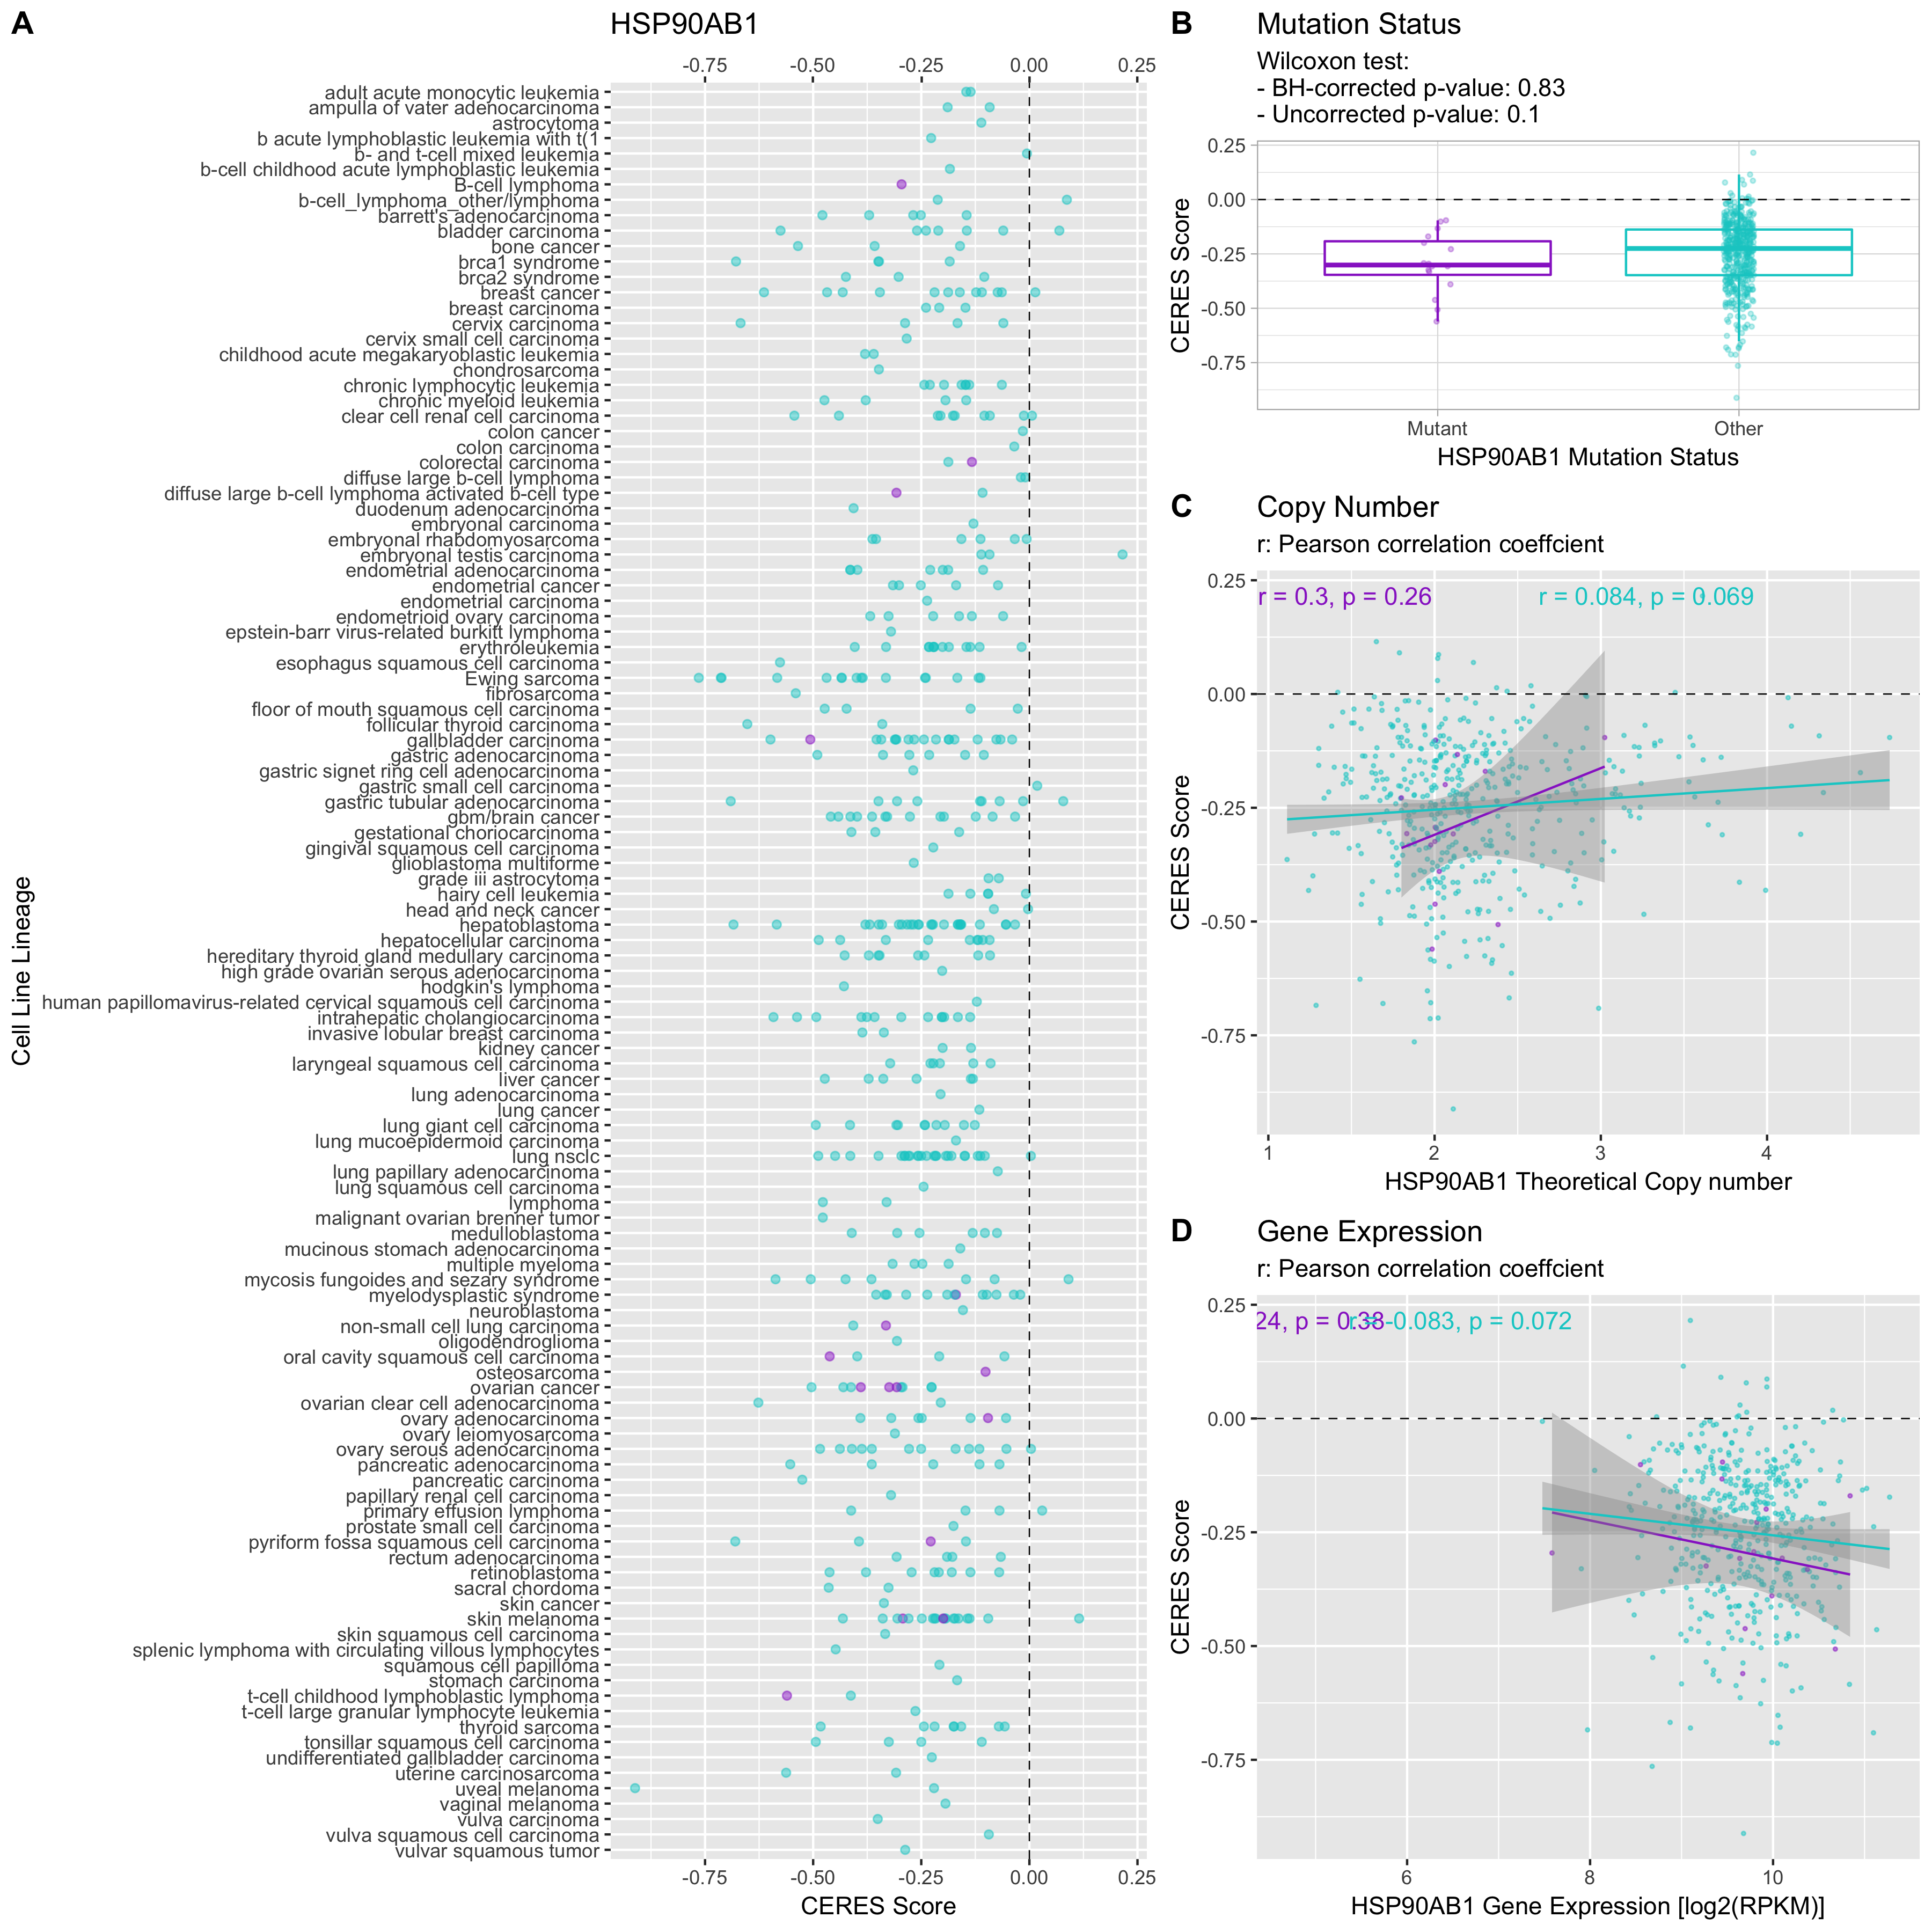 A
HSP90AB1
-0.75 -0.50 -0.25 0.00 0.25
Cell Line Lineage
adult acute monocytic leukemia
ampulla of vater adenocarcinoma
astrocytoma
b acute lymphoblastic leukemia with t(1
b- and t-cell mixed leukemia
b-cell childhood acute lymphoblastic leukemia
B-cell lymphoma
b-cell_lymphoma_other/lymphoma
barrett's adenocarcinoma
bladder carcinoma
bone cancer
brca1 syndrome
brca2 syndrome
breast cancer
breast carcinoma
cervix carcinoma
cervix small cell carcinoma
childhood acute megakaryoblastic leukemia
chondrosarcoma
chronic lymphocytic leukemia
chronic myeloid leukemia
clear cell renal cell carcinoma
colon cancer
colon carcinoma
colorectal carcinoma
diffuse large b-cell lymphoma
diffuse large b-cell lymphoma activated b-cell type
duodenum adenocarcinoma
embryonal carcinoma
embryonal rhabdomyosarcoma
embryonal testis carcinoma
endometrial adenocarcinoma
endometrial cancer
endometrial carcinoma
endometrioid ovary carcinoma
epstein-barr virus-related burkitt lymphoma
erythroleukemia
esophagus squamous cell carcinoma
Ewing sarcoma
fibrosarcoma
floor of mouth squamous cell carcinoma
follicular thyroid carcinoma
gallbladder carcinoma
gastric adenocarcinoma
gastric signet ring cell adenocarcinoma
gastric small cell carcinoma
gastric tubular adenocarcinoma
gbm/brain cancer
gestational choriocarcinoma
gingival squamous cell carcinoma
glioblastoma multiforme
grade iii astrocytoma
hairy cell leukemia
head and neck cancer
hepatoblastoma
hepatocellular carcinoma
hereditary thyroid gland medullary carcinoma
high grade ovarian serous adenocarcinoma
hodgkin's lymphoma
human papillomavirus-related cervical squamous cell carcinoma
intrahepatic cholangiocarcinoma
invasive lobular breast carcinoma
kidney cancer
laryngeal squamous cell carcinoma
liver cancer
lung adenocarcinoma
lung cancer
lung giant cell carcinoma
lung mucoepidermoid carcinoma
lung nsclc
lung papillary adenocarcinoma
lung squamous cell carcinoma
lymphoma
malignant ovarian brenner tumor
medulloblastoma
mucinous stomach adenocarcinoma
multiple myeloma
mycosis fungoides and sezary syndrome
myelodysplastic syndrome
neuroblastoma
non-small cell lung carcinoma
oligodendroglioma
oral cavity squamous cell carcinoma
osteosarcoma
ovarian cancer
ovarian clear cell adenocarcinoma
ovary adenocarcinoma
ovary leiomyosarcoma
ovary serous adenocarcinoma
pancreatic adenocarcinoma
pancreatic carcinoma
papillary renal cell carcinoma
primary effusion lymphoma
prostate small cell carcinoma
pyriform fossa squamous cell carcinoma
rectum adenocarcinoma
retinoblastoma
sacral chordoma
skin cancer
skin melanoma
skin squamous cell carcinoma
splenic lymphoma with circulating villous lymphocytes
squamous cell papilloma
stomach carcinoma
t-cell childhood lymphoblastic lymphoma
t-cell large granular lymphocyte leukemia
thyroid sarcoma
tonsillar squamous cell carcinoma
undifferentiated gallbladder carcinoma
uterine carcinosarcoma
uveal melanoma
vaginal melanoma
vulva carcinoma
vulva squamous cell carcinoma
vulvar squamous tumor
-0.75 -0.50 -0.25 0.00 0.25
CERES Score
B
Mutation Status
Wilcoxon test:
- BH-corrected p-value: 0.83
- Uncorrected p-value: 0.1
CERES Score
0.25
0.00
-0.25
-0.50
-0.75
Mutant Other
HSP90AB1 Mutation Status
C
Copy Number
r: Pearson correlation coeffcient
r = 0.3, p = 0.26 r = 0.084, p = 0.069
CERES Score
0.25
0.00
-0.25
-0.50
-0.75
1 2 3 4
HSP90AB1 Theoretical Copy number
D
Gene Expression
r: Pearson correlation coeffcient
24, p = 0.38 r = -0.083, p = 0.072
CERES Score
0.25
0.00
-0.25
-0.50
-0.75
6 8 10
HSP90AB1 Gene Expression [log2(RPKM)]